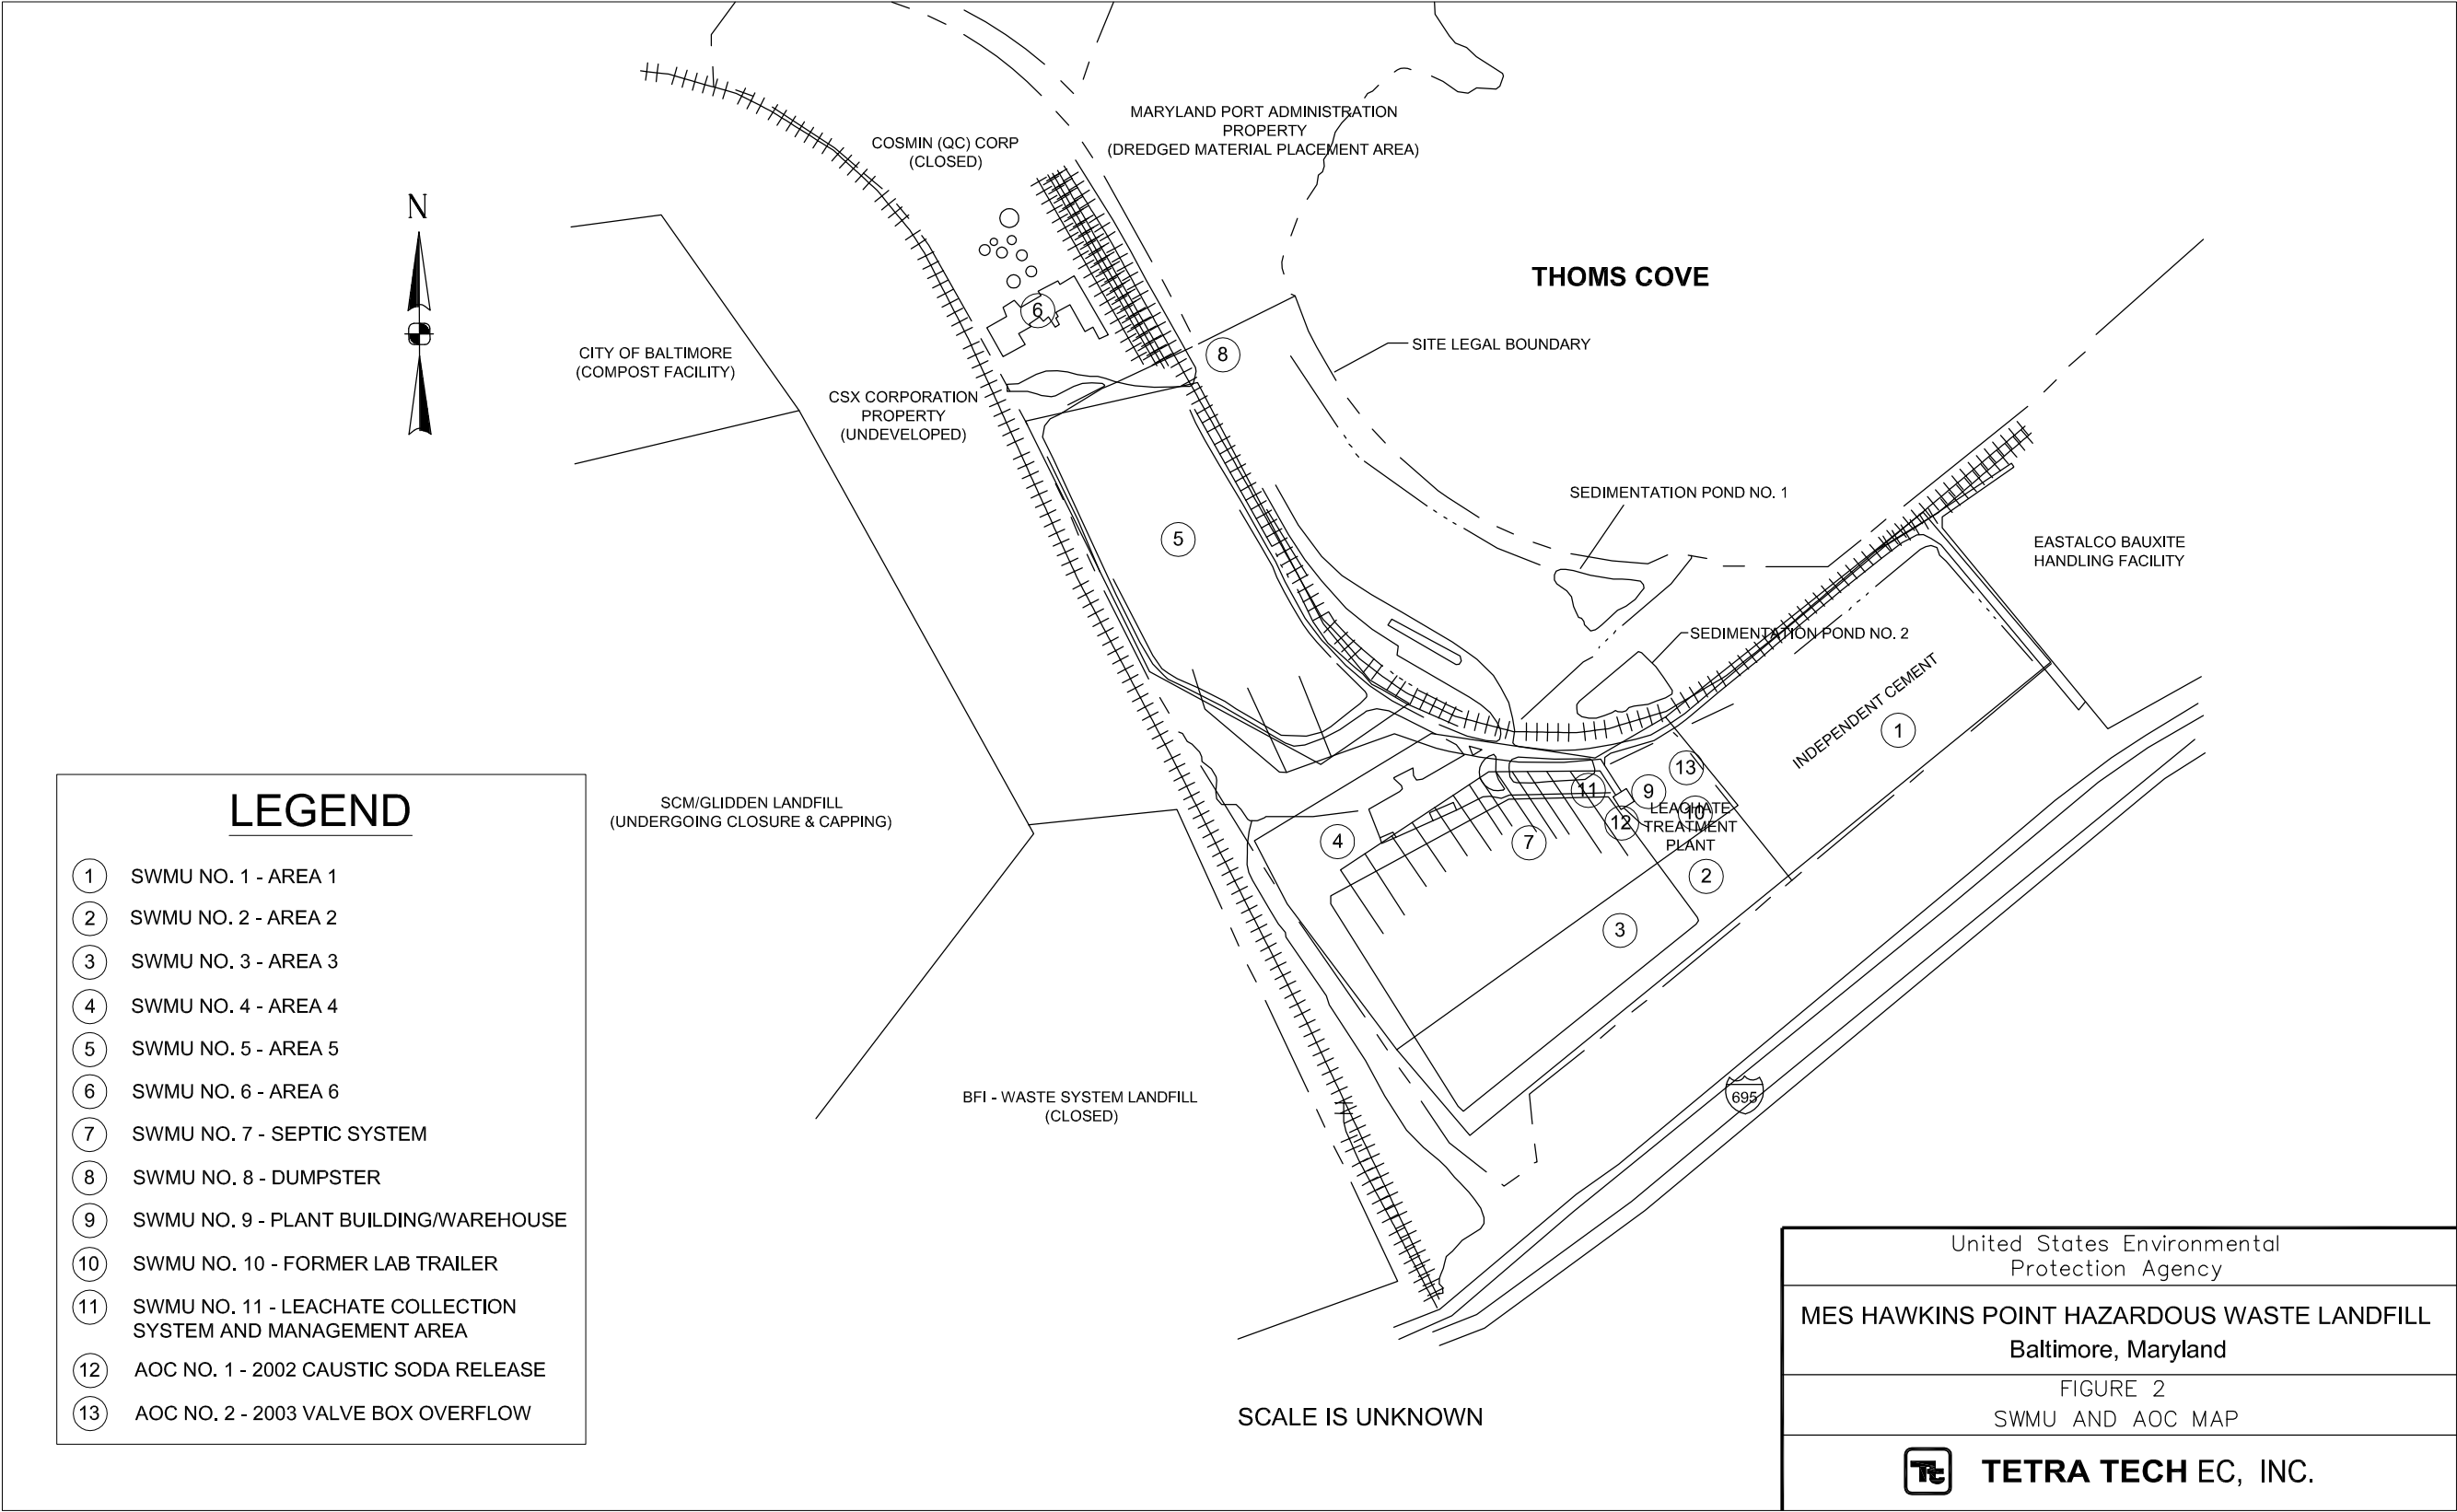 MARYLAND PORT ADMINISTRATION
PROPERTY
(DREDGED MATERIAL PLACEMENT AREA)
COSMIN (QC) CORP
(CLOSED)
N
THOMS COVE
6
8
SITE LEGAL BOUNDARY
CITY OF BALTIMORE
(COMPOST FACILITY)
CSX CORPORATION
PROPERTY
(UNDEVELOPED)
SEDIMENTATION POND NO. 1
5
EASTALCO BAUXITE
HANDLING FACILITY
SEDIMENTATION POND NO. 2
INDEPENDENT CEMENT
1
13
11
9
SCM/GLIDDEN LANDFILL
(UNDERGOING CLOSURE & CAPPING)
LEACHATE
TREATMENT
PLANT
10
12
4
7
2
3
BFI - WASTE SYSTEM LANDFILL
(CLOSED)
695
LEGEND
1 SWMU NO. 1 - AREA 1
2 SWMU NO. 2 - AREA 2
3 SWMU NO. 3 - AREA 3
4 SWMU NO. 4 - AREA 4
5 SWMU NO. 5 - AREA 5
6 SWMU NO. 6 - AREA 6
7 SWMU NO. 7 - SEPTIC SYSTEM
8 SWMU NO. 8 - DUMPSTER
9 SWMU NO. 9 - PLANT BUILDING/WAREHOUSE
10 SWMU NO. 10 - FORMER LAB TRAILER
11 SWMU NO. 11 - LEACHATE COLLECTION
SYSTEM AND MANAGEMENT AREA
12 AOC NO. 1 - 2002 CAUSTIC SODA RELEASE
13 AOC NO. 2 - 2003 VALVE BOX OVERFLOW
SCALE IS UNKNOWN
United States Environmental
Protection Agency
MES HAWKINS POINT HAZARDOUS WASTE LANDFILL
Baltimore, Maryland
FIGURE 2
SWMU AND AOC MAP
Tt TETRA TECH EC, INC.